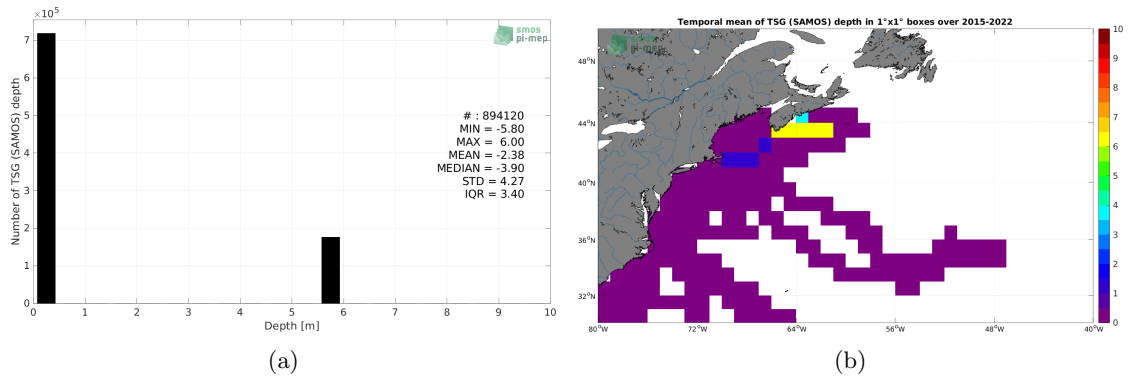 ×10⁵
smos
pi-mep
7
6
5
4
3
2
1
0
Number of TSG (SAMOS) depth
# : 894120
MIN = -5.80
MAX = 6.00
MEAN = -2.38
MEDIAN = -3.90
STD = 4.27
IQR = 3.40
0 1 2 3 4 5 6 7 8 9 10
Depth [m]
(a)
Temporal mean of TSG (SAMOS) depth in 1°x1° boxes over 2015-2022
smos
pi-mep
48°N
44°N
40°N
36°N
32°N
80°W 72°W 64°W 56°W 48°W 40°W
10
9
8
7
6
5
4
3
2
1
0
(b)